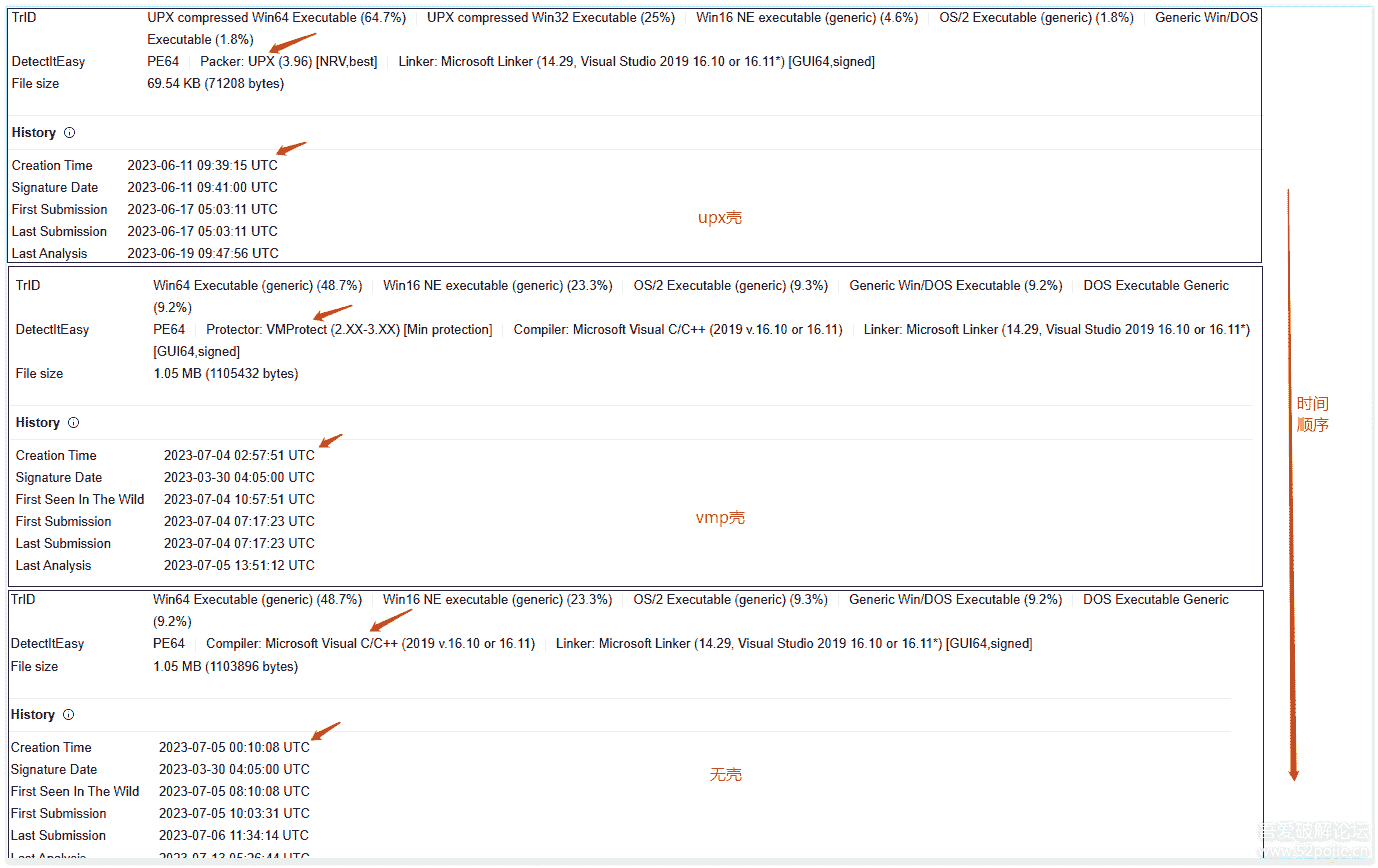 TrID UPX compressed Win64 Executable (64.7%) UPX compressed Win32 Executable (25%) Win16 NE executable (generic) (4.6%) OS/2 Executable (generic) (1.8%) Generic Win/DOS
Executable (1.8%)
DetectItEasy PE64 Packer: UPX (3.96) [NRV,best] Linker: Microsoft Linker (14.29, Visual Studio 2019 16.10 or 16.11*) [GUI64,signed]
File size 69.54 KB (71208 bytes)
History
Creation Time 2023-06-11 09:39:15 UTC
Signature Date 2023-06-11 09:41:00 UTC
First Submission 2023-06-17 05:03:11 UTC
Last Submission 2023-06-17 05:03:11 UTC
Last Analysis 2023-06-19 09:47:56 UTC
upx壳
TrID Win64 Executable (generic) (48.7%) Win16 NE executable (generic) (23.3%) OS/2 Executable (generic) (9.3%) Generic Win/DOS Executable (9.2%) DOS Executable Generic
(9.2%)
DetectItEasy PE64 Protector: VMProtect (2.XX-3.XX) [Min protection] Compiler: Microsoft Visual C/C++ (2019 v.16.10 or 16.11) Linker: Microsoft Linker (14.29, Visual Studio 2019 16.10 or 16.11*)
[GUI64,signed]
File size 1.05 MB (1105432 bytes)
History
Creation Time 2023-07-04 02:57:51 UTC
Signature Date 2023-03-30 04:05:00 UTC
First Seen In The Wild 2023-07-04 10:57:51 UTC
First Submission 2023-07-04 07:17:23 UTC
Last Submission 2023-07-04 07:17:23 UTC
Last Analysis 2023-07-05 13:51:12 UTC
vmp壳
TrID Win64 Executable (generic) (48.7%) Win16 NE executable (generic) (23.3%) OS/2 Executable (generic) (9.3%) Generic Win/DOS Executable (9.2%) DOS Executable Generic
(9.2%)
DetectItEasy PE64 Compiler: Microsoft Visual C/C++ (2019 v.16.10 or 16.11) Linker: Microsoft Linker (14.29, Visual Studio 2019 16.10 or 16.11*) [GUI64,signed]
File size 1.05 MB (1103896 bytes)
History
Creation Time 2023-07-05 00:10:08 UTC
Signature Date 2023-03-30 04:05:00 UTC
First Seen In The Wild 2023-07-05 08:10:08 UTC
First Submission 2023-07-05 10:03:31 UTC
Last Submission 2023-07-06 11:34:14 UTC
Last Analysis 2023-07-13 05:26:44 UTC
无壳
时间
顺序
吾爱破解论坛
www.52pojie.cn